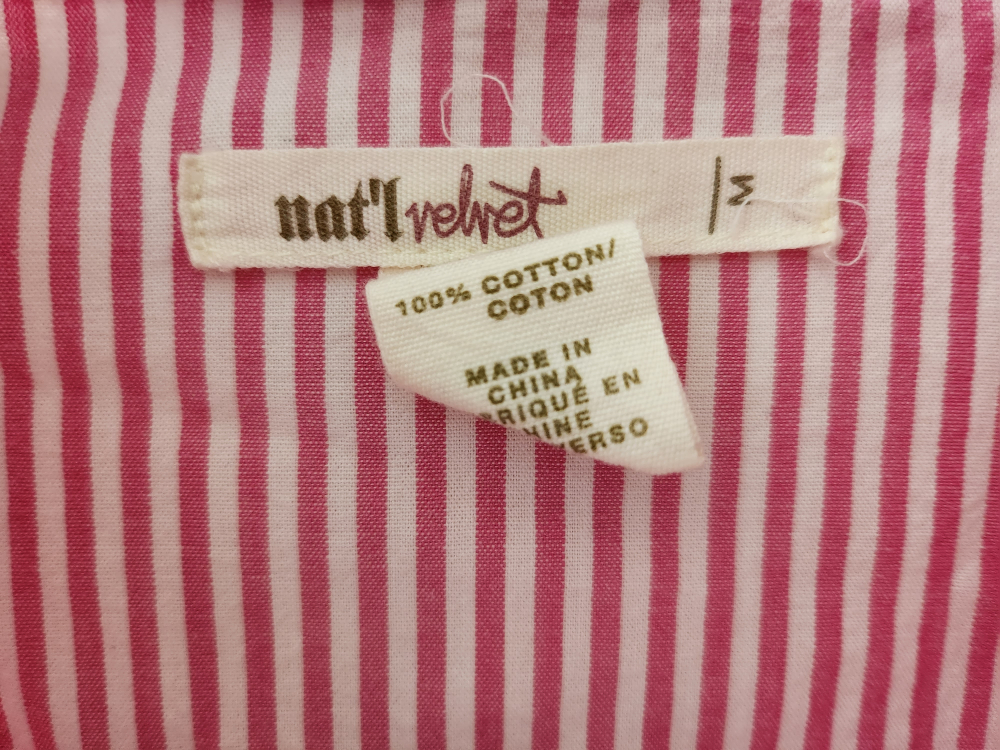 nat'l velvet M
100% COTTON/
COTON
MADE IN
CHINA
EN